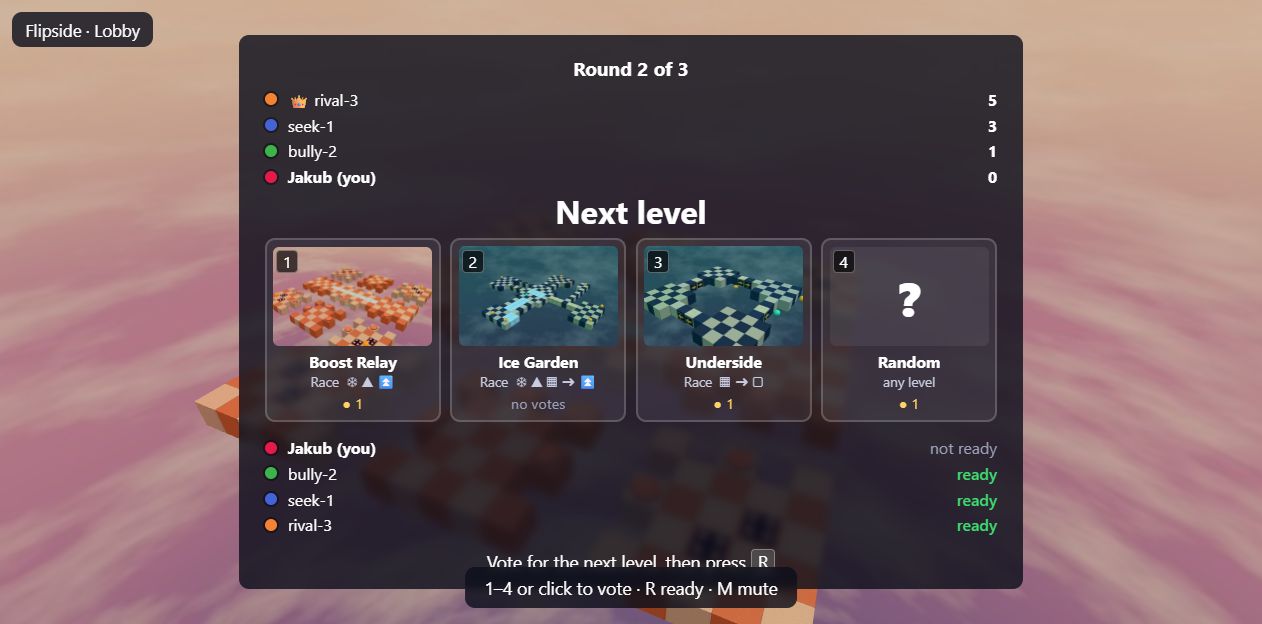 Flipside · Lobby
Round 2 of 3
rival-3 5
seek-1 3
bully-2 1
Jakub (you) 0
Next level
1 2 3 4
?
Boost Relay Ice Garden Underside Random
Race ❄ ▲ ⏫ Race ❄ ▲ ▦ → ⏫ Race ▦ → ▢ any level
● 1 no votes ● 1 ● 1
Jakub (you) not ready
bully-2 ready
seek-1 ready
rival-3 ready
Vote for the next level, then press R
1–4 or click to vote · R ready · M mute